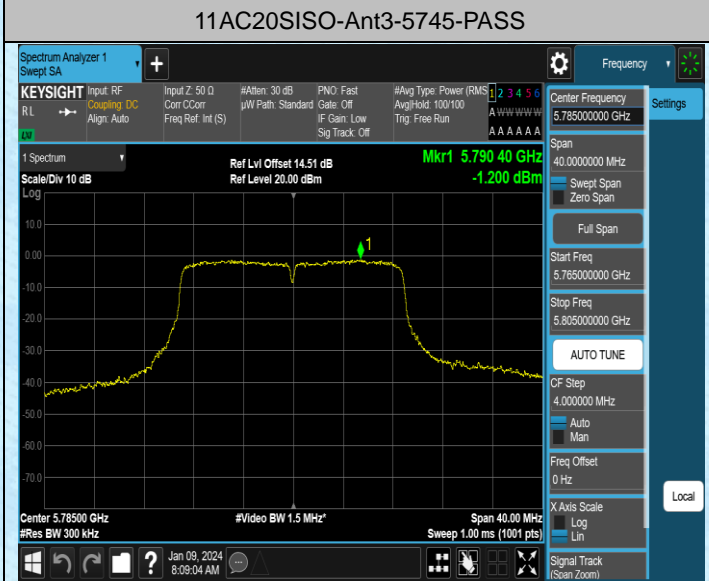 11AC20SISO-Ant3-5745-PASS
Spectrum Analyzer 1
Swept SA
Frequency
KEYSIGHT
RL
LXI
Input: RF
Coupling: DC
Align: Auto
Input Z: 50 Ω
Corr CCorr
Freq Ref: Int (S)
#Atten: 30 dB
µW Path: Standard
PNO: Fast
Gate: Off
IF Gain: Low
Sig Track: Off
#Avg Type: Power (RMS
Avg|Hold: 100/100
Trig: Free Run
1 2 3 4 5 6
A W W W W W
A A A A A A
1 Spectrum
Scale/Div 10 dB
Log
Ref Lvl Offset 14.51 dB
Ref Level 20.00 dBm
Mkr1 5.790 40 GHz
-1.200 dBm
10.0
0.00
-10.0
-20.0
-30.0
-40.0
-50.0
-60.0
-70.0
1
Center 5.78500 GHz
#Res BW 300 kHz
#Video BW 1.5 MHz*
Span 40.00 MHz
Sweep 1.00 ms (1001 pts)
Jan 09, 2024
8:09:04 AM
Center Frequency
5.785000000 GHz
Settings
Span
40.0000000 MHz
Swept Span
Zero Span
Full Span
Start Freq
5.765000000 GHz
Stop Freq
5.805000000 GHz
AUTO TUNE
CF Step
4.000000 MHz
Auto
Man
Freq Offset
0 Hz
X Axis Scale
Log
Lin
Local
Signal Track
(Span Zoom)